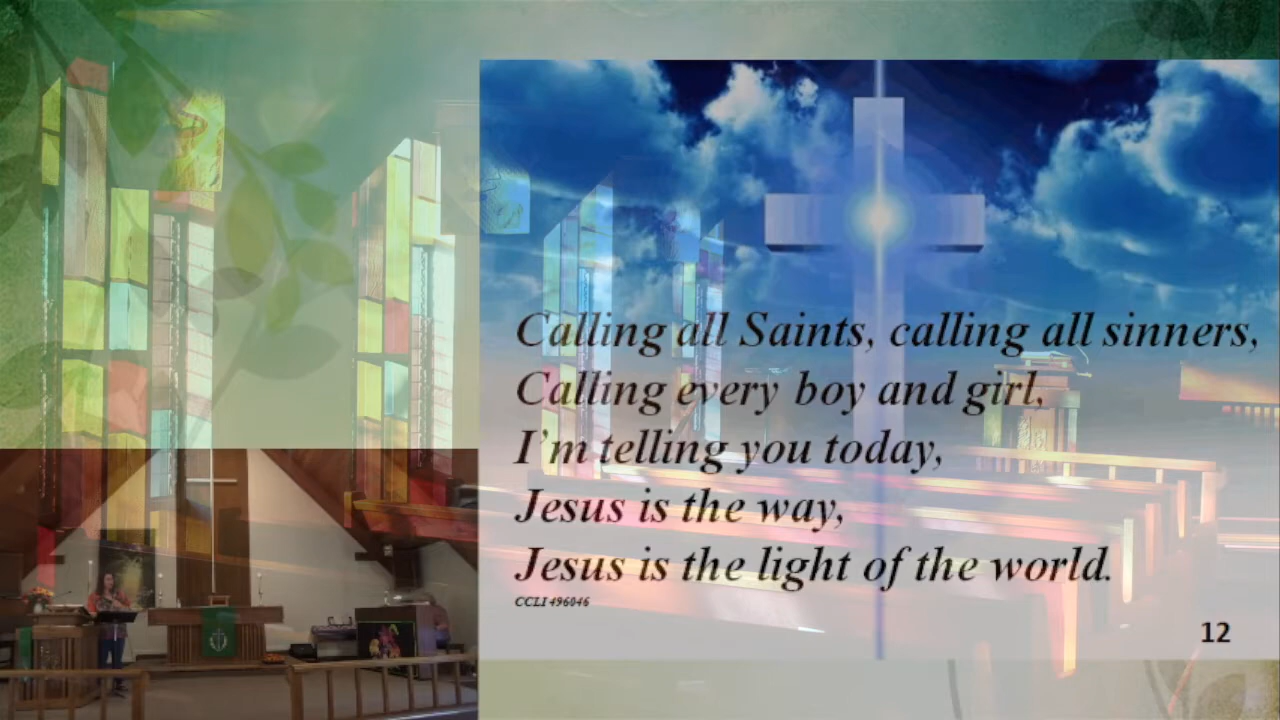 Calling all Saints, calling all sinners,
Calling every boy and girl,
I'm telling you today,
Jesus is the way,
Jesus is the light of the world.
CCLI 496046
12